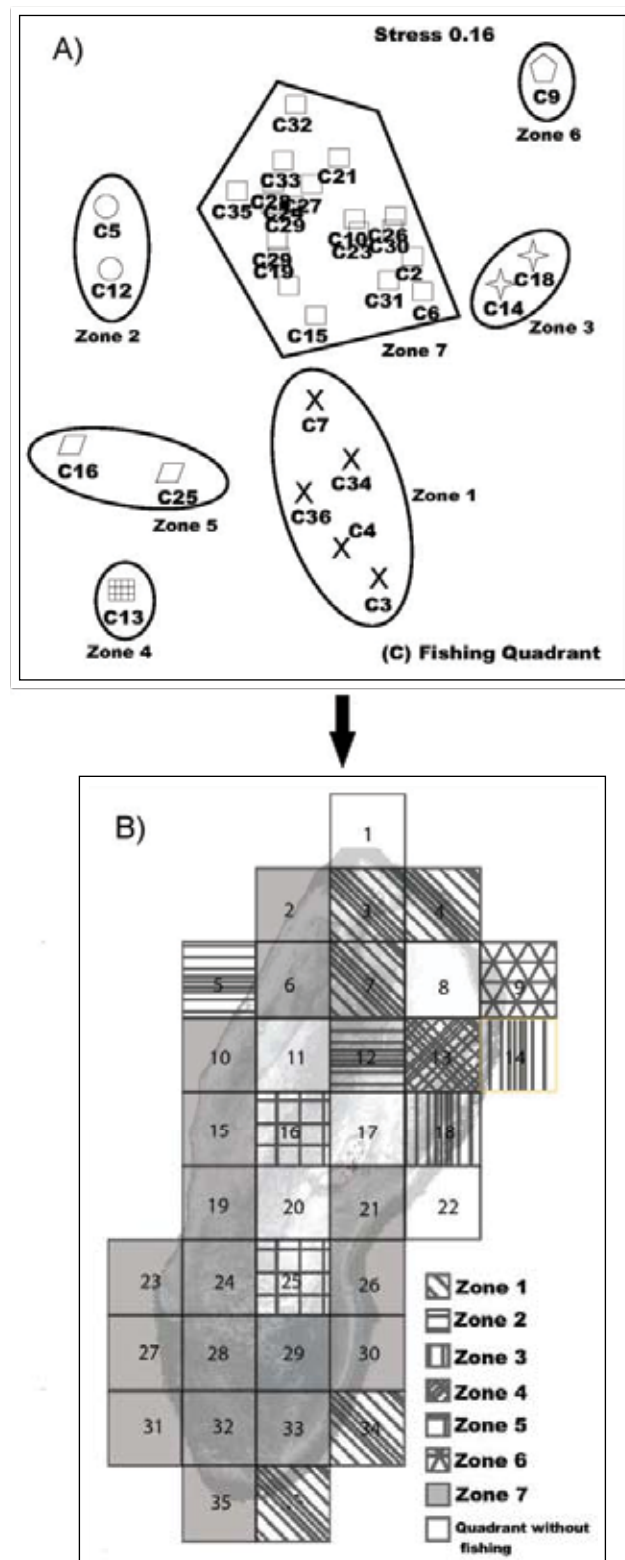 A)
Stress 0.16
C9
Zone 6
C32
C33
C21
C35
C28
C27
C29
C10
C26
C23
C30
C29
C19
C2
C31
C6
C15
Zone 7
C5
C12
Zone 2
C18
C14
Zone 3
C7
C34
C36
C4
C3
Zone 1
C16
C25
Zone 5
C13
Zone 4
(C) Fishing Quadrant
B)
1
2 3 4
5 6 7 8 9
10 11 12 13 14
15 16 17 18
19 20 21 22
23 24 25 26
27 28 29 30
31 32 33 34
35
Zone 1
Zone 2
Zone 3
Zone 4
Zone 5
Zone 6
Zone 7
Quadrant without
fishing